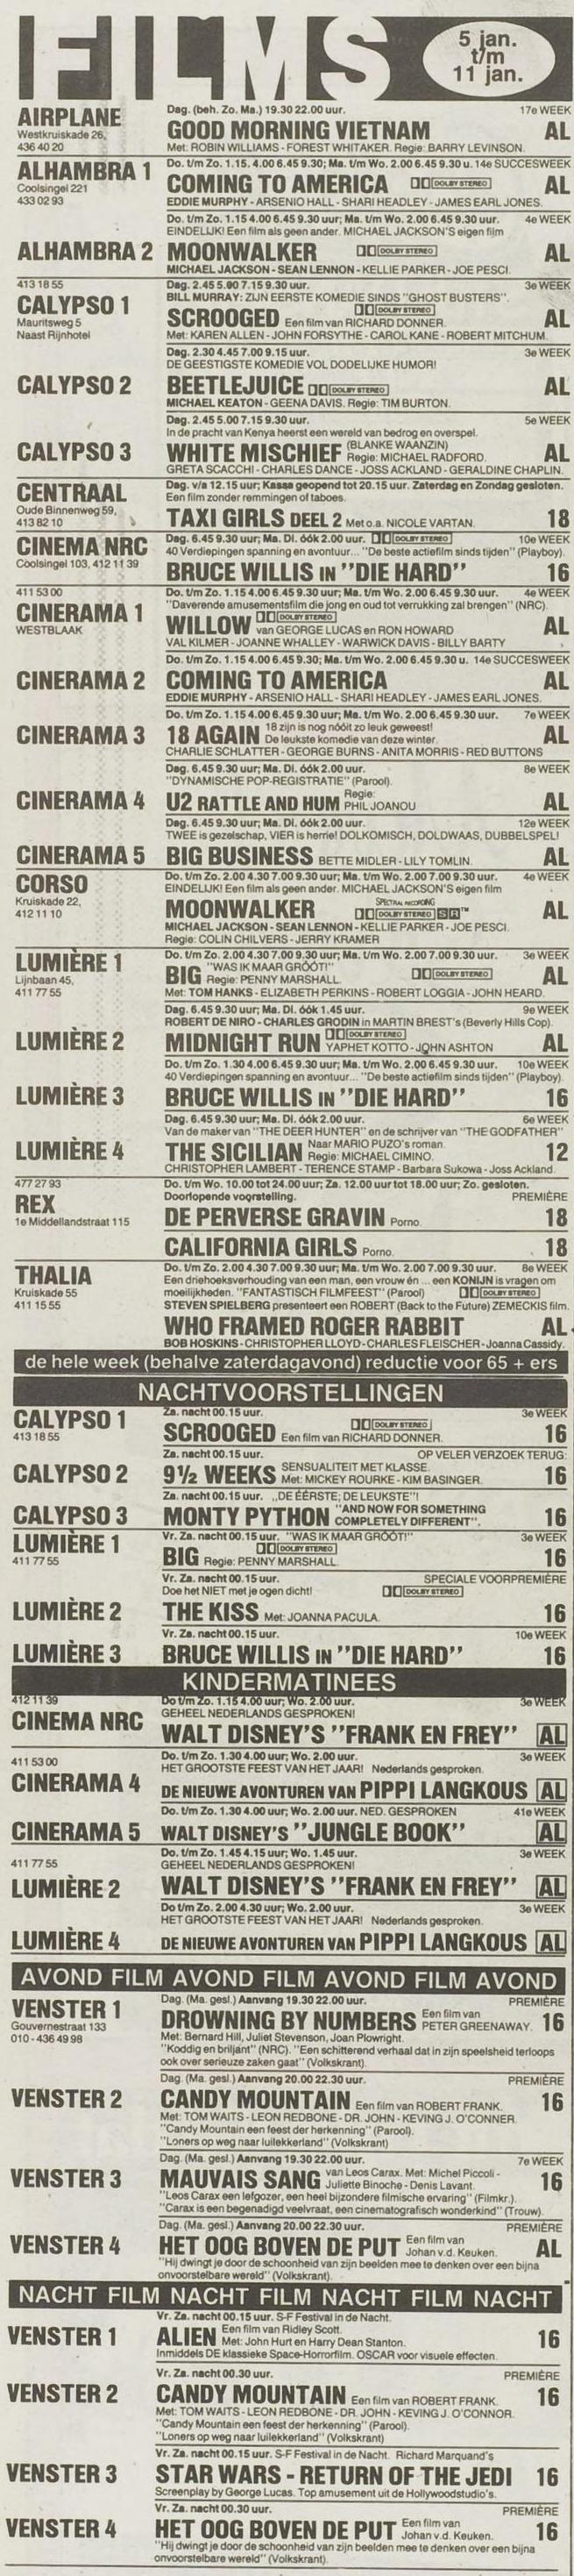 FILMS
5 jan.
t/m
11 jan.
AIRPLANE
Westkruiskade 26,
436 40 20
Dag. (beh. Zo. Ma.) 19.30 22.00 uur. 17e WEEK
GOOD MORNING VIETNAM AL
Met: ROBIN WILLIAMS - FOREST WHITAKER. Regie: BARRY LEVINSON.
ALHAMBRA 1
Coolsingel 221
433 02 93
Do. t/m Zo. 1.15. 4.00 6.45 9.30; Ma. t/m Wo. 2.00 6.45 9.30 u. 14e SUCCESWEEK
COMING TO AMERICA DOLBY STEREO AL
EDDIE MURPHY - ARSENIO HALL - SHARI HEADLEY - JAMES EARL JONES.
Do. t/m Zo. 1.15 4.00 6.45 9.30 uur; Ma. t/m Wo. 2.00 6.45 9.30 uur. 4e WEEK
EINDELIJK! Een film als geen ander. MICHAEL JACKSON'S eigen film
ALHAMBRA 2 MOONWALKER DOLBY STEREO AL
MICHAEL JACKSON - SEAN LENNON - KELLIE PARKER - JOE PESCI.
413 18 55
CALYPSO 1
Mauritsweg 5
Naast Rijnhotel
Dag. 2.45 5.00 7.15 9.30 uur. 3e WEEK
BILL MURRAY: ZIJN EERSTE KOMEDIE SINDS "GHOST BUSTERS".
DOLBY STEREO
SCROOGED Een film van RICHARD DONNER. AL
Met: KAREN ALLEN - JOHN FORSYTHE - CAROL KANE - ROBERT MITCHUM.
Dag. 2.30 4.45 7.00 9.15 uur. 3e WEEK
DE GEESTIGSTE KOMEDIE VOL DODELIJKE HUMOR!
CALYPSO 2 BEETLEJUICE DOLBY STEREO AL
MICHAEL KEATON - GEENA DAVIS. Regie: TIM BURTON.
Dag. 2.45 5.00 7.15 9.30 uur. 5e WEEK
In de pracht van Kenya heerst een wereld van bedrog en overspel.
CALYPSO 3 WHITE MISCHIEF (BLANKE WAANZIN) Regie: MICHAEL RADFORD. AL
GRETA SCACCHI - CHARLES DANCE - JOSS ACKLAND - GERALDINE CHAPLIN.
CENTRAAL
Oude Binnenweg 59,
413 82 10
Dag. v/a 12.15 uur; Kassa geopend tot 20.15 uur. Zaterdag en Zondag gesloten.
Een film zonder remmingen of taboes.
TAXI GIRLS DEEL 2 Met o.a. NICOLE VARTAN. 18
CINEMA NRC
Coolsingel 103, 412 11 39
Dag. 6.45 9.30 uur; Ma. Di. óók 2.00 uur. DOLBY STEREO 10e WEEK
40 Verdiepingen spanning en avontuur... "De beste actiefilm sinds tijden" (Playboy).
BRUCE WILLIS IN "DIE HARD" 16
411 53 00
CINERAMA 1
WESTBLAAK
Do. t/m Zo. 1.15 4.00 6.45 9.30 uur; Ma. t/m Wo. 2.00 6.45 9.30 uur. 4e WEEK
"Daverende amusementsfilm die jong en oud tot verrukking zal brengen" (NRC).
DOLBY STEREO
WILLOW van GEORGE LUCAS en RON HOWARD AL
VAL KILMER - JOANNE WHALLEY - WARWICK DAVIS - BILLY BARTY
Do. t/m Zo. 1.15 4.00 6.45 9.30; Ma. t/m Wo. 2.00 6.45 9.30 u. 14e SUCCESWEEK
CINERAMA 2 COMING TO AMERICA AL
EDDIE MURPHY - ARSENIO HALL - SHARI HEADLEY - JAMES EARL JONES.
Do. t/m Zo. 1.15 4.00 6.45 9.30 uur; Ma. t/m Wo. 2.00 6.45 9.30 uur. 7e WEEK
CINERAMA 3 18 AGAIN 18 zijn is nog nóóit zo leuk geweest! De leukste komedie van deze winter. AL
CHARLIE SCHLATTER - GEORGE BURNS - ANITA MORRIS - RED BUTTONS
Dag. 6.45 9.30 uur; Ma. Di. óók 2.00 uur. 8e WEEK
"DYNAMISCHE POP-REGISTRATIE" (Parool).
CINERAMA 4 U2 RATTLE AND HUM Regie: PHIL JOANOU AL
Dag. 6.45 9.30 uur; Ma. Di. óók 2.00 uur. 12e WEEK
TWEE is gezelschap, VIER is herrie! DOLKOMISCH, DOLDWAAS, DUBBELSPEL!
CINERAMA 5 BIG BUSINESS BETTE MIDLER - LILY TOMLIN. AL
CORSO
Kruiskade 22,
412 11 10
Do. t/m Zo. 2.00 4.30 7.00 9.30 uur; Ma. t/m Wo. 2.00 7.00 9.30 uur. 4e WEEK
EINDELIJK! Een film als geen ander. MICHAEL JACKSON'S eigen film
SPECTRAL RECORDING
MOONWALKER DOLBY STEREO SR™ AL
MICHAEL JACKSON - SEAN LENNON - KELLIE PARKER - JOE PESCI.
Regie: COLIN CHILVERS - JERRY KRAMER
LUMIÈRE 1
Lijnbaan 45,
411 77 55
Do. t/m Zo. 2.00 4.30 7.00 9.30 uur; Ma. t/m Wo. 2.00 7.00 9.30 uur. 3e WEEK
"WAS IK MAAR GRÔÔT!"
BIG Regie: PENNY MARSHALL. DOLBY STEREO AL
Met: TOM HANKS - ELIZABETH PERKINS - ROBERT LOGGIA - JOHN HEARD.
Dag. 6.45 9.30 uur; Ma. Di. óók 1.45 uur. 9e WEEK
ROBERT DE NIRO - CHARLES GRODIN in MARTIN BREST's (Beverly Hills Cop).
DOLBY STEREO
LUMIÈRE 2 MIDNIGHT RUN YAPHET KOTTO - JOHN ASHTON AL
Do. t/m Zo. 1.30 4.00 6.45 9.30 uur; Ma. t/m Wo. 2.00 6.45 9.30 uur. 10e WEEK
40 Verdiepingen spanning en avontuur... "De beste actiefilm sinds tijden" (Playboy).
LUMIÈRE 3 BRUCE WILLIS IN "DIE HARD" 16
Dag. 6.45 9.30 uur; Ma. Di. óók 2.00 uur. 6e WEEK
Van de maker van "THE DEER HUNTER" en de schrijver van "THE GODFATHER"
LUMIÈRE 4 THE SICILIAN Naar MARIO PUZO's roman. Regie: MICHAEL CIMINO. 12
CHRISTOPHER LAMBERT - TERENCE STAMP - Barbara Sukowa - Joss Ackland.
477 27 93
REX
1e Middellandstraat 115
Do. t/m Wo. 10.00 tot 24.00 uur; Za. 12.00 uur tot 18.00 uur; Zo. gesloten.
Doorlopende voorstelling. PREMIÈRE
DE PERVERSE GRAVIN Porno. 18
CALIFORNIA GIRLS Porno. 18
THALIA
Kruiskade 55
411 15 55
Do. t/m Zo. 2.00 4.30 7.00 9.30 uur; Ma. t/m Wo. 2.00 7.00 9.30 uur. 8e WEEK
Een driehoeksverhouding van een man, een vrouw én ... een KONIJN is vragen om
moeilijkheden. "FANTASTISCH FILMFEEST" (Parool) DOLBY STEREO
STEVEN SPIELBERG presenteert een ROBERT (Back to the Future) ZEMECKIS film.
WHO FRAMED ROGER RABBIT AL
BOB HOSKINS - CHRISTOPHER LLOYD - CHARLES FLEISCHER - Joanna Cassidy.
de hele week (behalve zaterdagavond) reductie voor 65 + ers
NACHTVOORSTELLINGEN
CALYPSO 1
413 18 55
Za. nacht 00.15 uur. 3e WEEK
DOLBY STEREO
SCROOGED Een film van RICHARD DONNER. 16
Za. nacht 00.15 uur. OP VELER VERZOEK TERUG:
CALYPSO 2 9½ WEEKS SENSUALITEIT MET KLASSE. Met: MICKEY ROURKE - KIM BASINGER. 16
Za. nacht 00.15 uur. „DE ÉÉRSTE; DE LEUKSTE"!
CALYPSO 3 MONTY PYTHON "AND NOW FOR SOMETHING COMPLETELY DIFFERENT". 16
LUMIÈRE 1
411 77 55
Vr. Za. nacht 00.15 uur. "WAS IK MAAR GRÔÔT!" 3e WEEK
DOLBY STEREO
BIG Regie: PENNY MARSHALL. 16
Vr. Za. nacht 00.15 uur. SPECIALE VOORPREMIÈRE
Doe het NIET met je ogen dicht! DOLBY STEREO
LUMIÈRE 2 THE KISS Met: JOANNA PACULA. 16
Vr. Za. nacht 00.15 uur. 10e WEEK
LUMIÈRE 3 BRUCE WILLIS IN "DIE HARD" 16
KINDERMATINEES
412 11 39
CINEMA NRC
Do t/m Zo. 1.15 4.00 uur; Wo. 2.00 uur. 3e WEEK
GEHEEL NEDERLANDS GESPROKEN!
WALT DISNEY'S "FRANK EN FREY" AL
411 53 00
CINERAMA 4
Do. t/m Zo. 1.30 4.00 uur; Wo. 2.00 uur. 3e WEEK
HET GROOTSTE FEEST VAN HET JAAR! Nederlands gesproken.
DE NIEUWE AVONTUREN VAN PIPPI LANGKOUS AL
Do. t/m Zo. 1.30 4.00 uur; Wo. 2.00 uur. NED. GESPROKEN 41e WEEK
CINERAMA 5 WALT DISNEY'S "JUNGLE BOOK" AL
411 77 55
Do. t/m Zo. 1.45 4.15 uur; Wo. 1.45 uur. 3e WEEK
GEHEEL NEDERLANDS GESPROKEN!
LUMIÈRE 2 WALT DISNEY'S "FRANK EN FREY" AL
Do t/m Zo. 2.00 4.30 uur; Wo. 2.00 uur. 3e WEEK
HET GROOTSTE FEEST VAN HET JAAR! Nederlands gesproken.
LUMIÈRE 4 DE NIEUWE AVONTUREN VAN PIPPI LANGKOUS AL
AVOND FILM AVOND FILM AVOND FILM AVOND
VENSTER 1
Gouvernestraat 133
010 - 436 49 98
Dag. (Ma. gesl.) Aanvang 19.30 22.00 uur. PREMIÈRE
DROWNING BY NUMBERS Een film van PETER GREENAWAY. 16
Met: Bernard Hill, Juliet Stevenson, Joan Plowright.
"Koddig en briljant" (NRC). "Een schitterend verhaal dat in zijn speelsheid terloops
ook over serieuze zaken gaat" (Volkskrant).
Dag. (Ma. gesl.) Aanvang 20.00 22.30 uur. PREMIÈRE
VENSTER 2 CANDY MOUNTAIN Een film van ROBERT FRANK. 16
Met: TOM WAITS - LEON REDBONE - DR. JOHN - KEVING J. O'CONNER.
"Candy Mountain een feest der herkenning" (Parool).
"Loners op weg naar luilekkerland" (Volkskrant)
Dag. (Ma. gesl.) Aanvang 19.30 22.00 uur. 7e WEEK
VENSTER 3 MAUVAIS SANG van Leos Carax. Met: Michel Piccoli - Juliette Binoche - Denis Lavant. 16
"Leos Carax een lefgozer, een heel bijzondere filmische ervaring" (Filmkr.).
"Carax is een begenadigd veelvraat, een cinematografisch wonderkind" (Trouw).
Dag. (Ma. gesl.) Aanvang 20.00 22.30 uur. PREMIÈRE
VENSTER 4 HET OOG BOVEN DE PUT Een film van Johan v.d. Keuken. AL
"Hij dwingt je door de schoonheid van zijn beelden mee te denken over een bijna
onvoorstelbare wereld" (Volkskrant).
NACHT FILM NACHT FILM NACHT FILM NACHT
Vr. Za. nacht 00.15 uur. S-F Festival in de Nacht.
VENSTER 1 ALIEN Een film van Ridley Scott. Met: John Hurt en Harry Dean Stanton. 16
Inmiddels DE klassieke Space-Horrorfilm. OSCAR voor visuele effecten.
Vr. Za. nacht 00.30 uur. PREMIÈRE
VENSTER 2 CANDY MOUNTAIN Een film van ROBERT FRANK. 16
Met: TOM WAITS - LEON REDBONE - DR. JOHN - KEVING J. O'CONNOR.
"Candy Mountain een feest der herkenning" (Parool).
"Loners op weg naar luilekkerland" (Volkskrant)
Vr. Za. nacht 00.15 uur. S-F Festival in de Nacht. Richard Marquand's
VENSTER 3 STAR WARS - RETURN OF THE JEDI 16
Screenplay by George Lucas. Top amusement uit de Hollywoodstudio's.
Vr. Za. nacht 00.30 uur. PREMIÈRE
VENSTER 4 HET OOG BOVEN DE PUT Een film van Johan v.d. Keuken. 16
"Hij dwingt je door de schoonheid van zijn beelden mee te denken over een bijna
onvoorstelbare wereld" (Volkskrant).